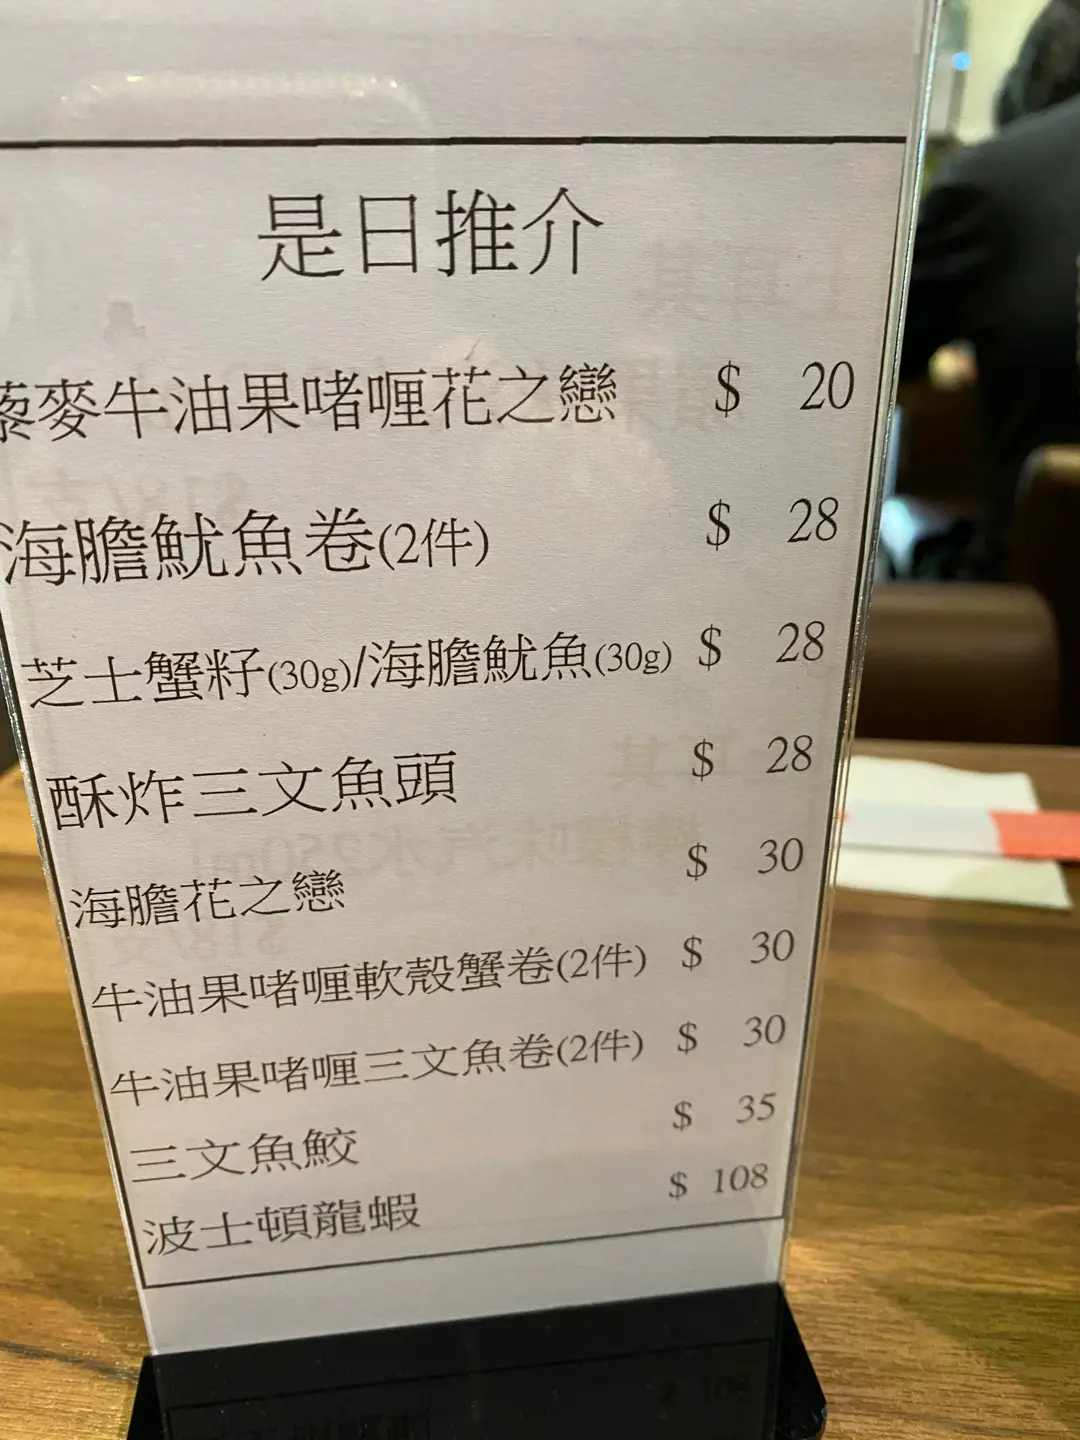 是日推介
藜麥牛油果啫喱花之戀 $ 20
海膽魷魚卷(2件) $ 28
芝士蟹籽(30g)/海膽魷魚(30g) $ 28
酥炸三文魚頭 $ 28
海膽花之戀 $ 30
牛油果啫喱軟殼蟹卷(2件) $ 30
牛油果啫喱三文魚卷(2件) $ 30
三文魚鮫 $ 35
波士頓龍蝦 $ 108